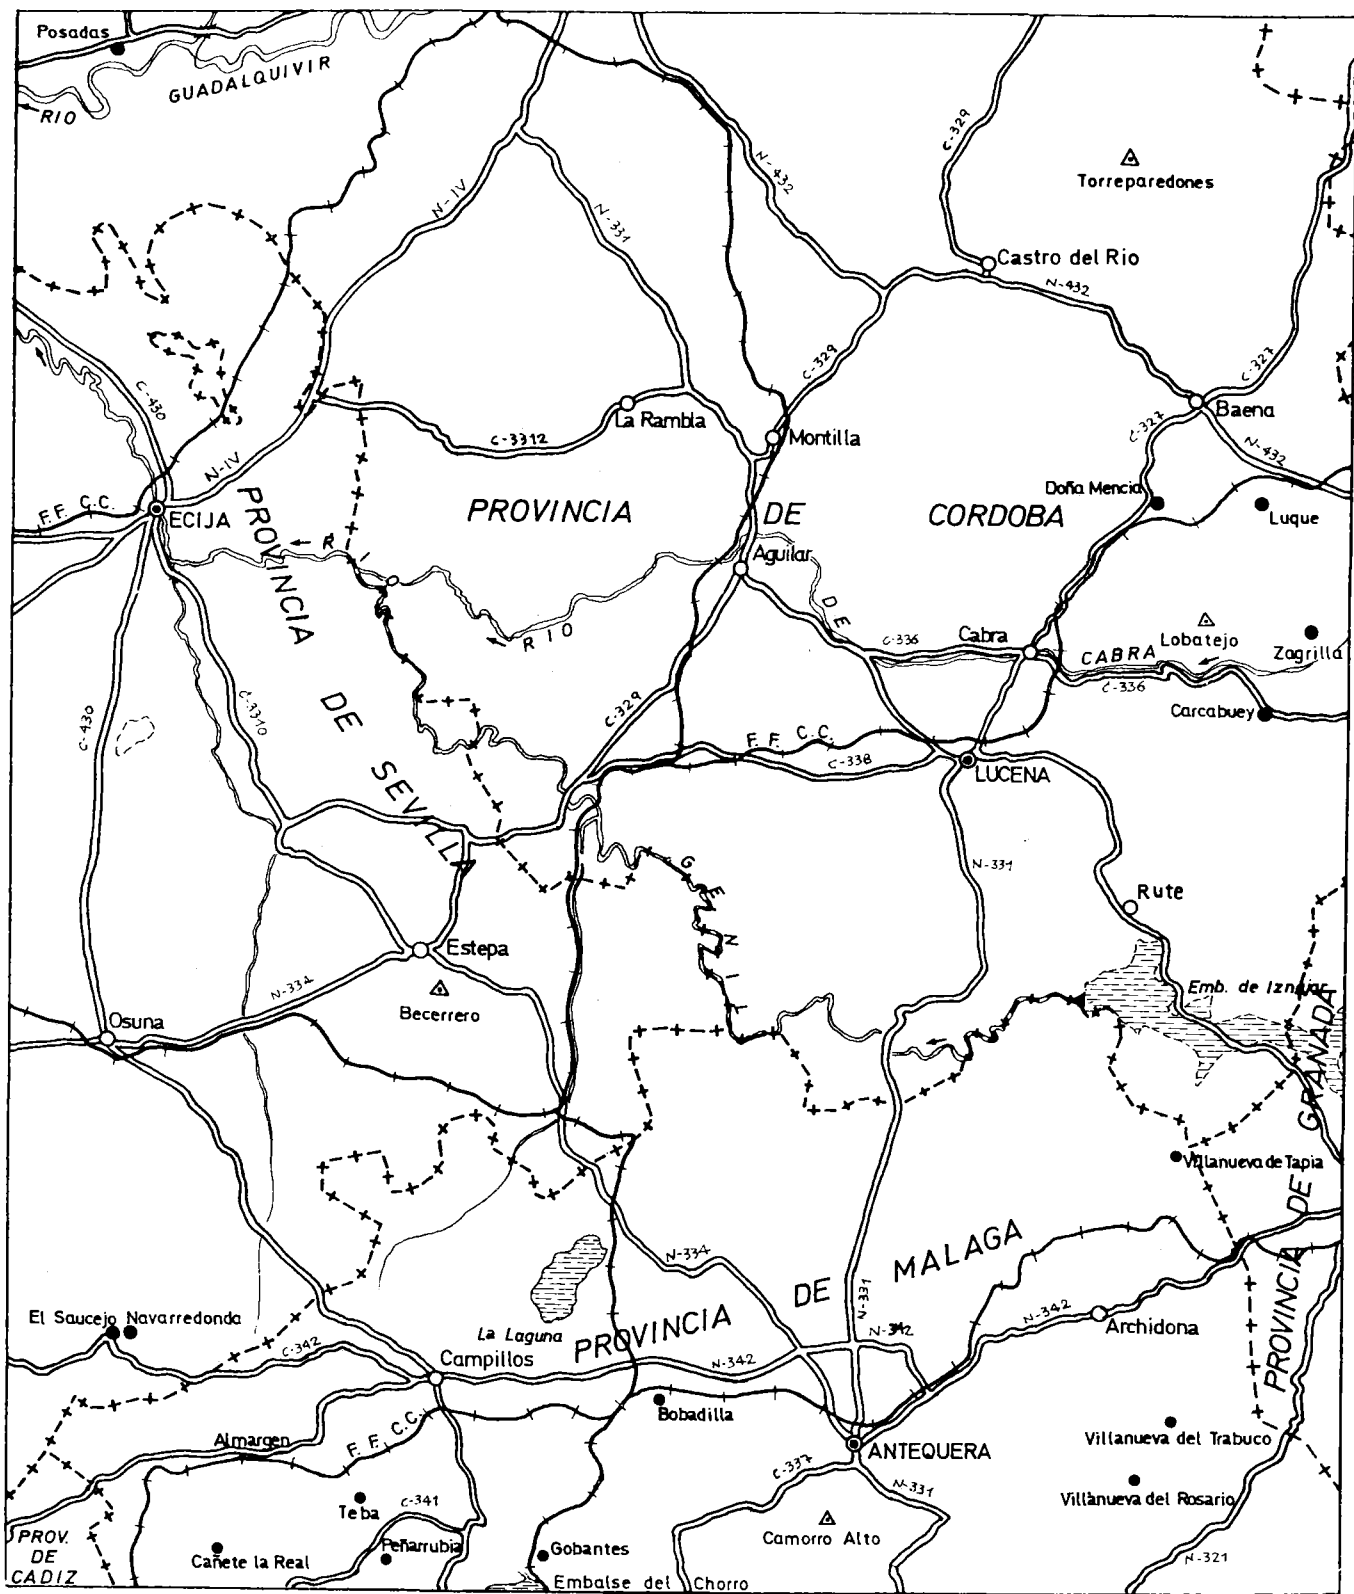 Posadas
GUADALQUIVIR
RIO
C-329
N-432
Torreparedones
N-IV
N-331
Castro del Rio
N-432
C-329
C-327
C-430
La Rambla
Baena
C-3312
Montilla
C-327
N-432
N-IV
Doña Mencia
F.F. C.C.
ECIJA
PROVINCIA DE CORDOBA
Luque
PROVINCIA DE SEVILLA
R I O
Aguilar
RIO
DE
C-336
Cabra
CABRA
Lobatejo
Zagrilla
C-336
Carcabuey
C-430
C-3310
C-329
F.F. C.C.
C-338
LUCENA
N-331
GENIL
Rute
Estepa
N-334
Becerrero
Emb. de Iznajar
Osuna
PROVINCIA DE GRANADA
Villanueva de Tapia
N-334
PROVINCIA DE MALAGA
N-331
El Saucejo
Navarredonda
La Laguna
N-342
N-342
Archidona
C-342
Campillos
N-342
Bobadilla
Almargen
F.F. C.C.
ANTEQUERA
Villanueva del Trabuco
C-337
N-331
Villanueva del Rosario
Teba
C-341
Camorro Alto
PROV.
DE
CADIZ
Cañete la Real
Peñarrubia
Gobantes
N-321
Embalse del Chorro